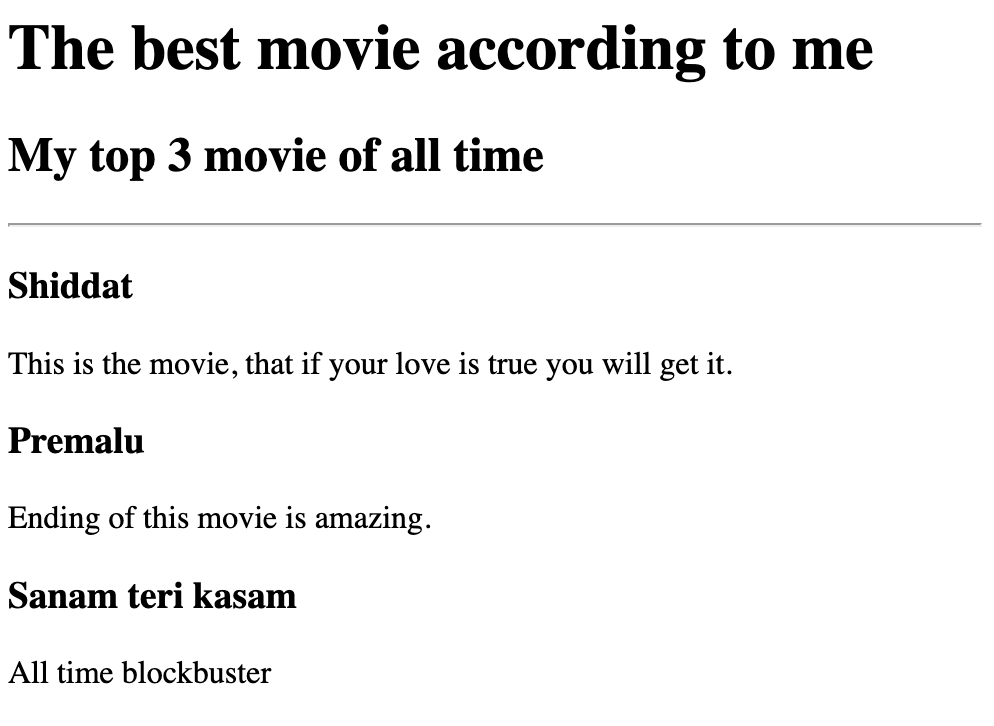 The best movie according to me
My top 3 movie of all time
Shiddat
This is the movie, that if your love is true you will get it.
Premalu
Ending of this movie is amazing.
Sanam teri kasam
All time blockbuster